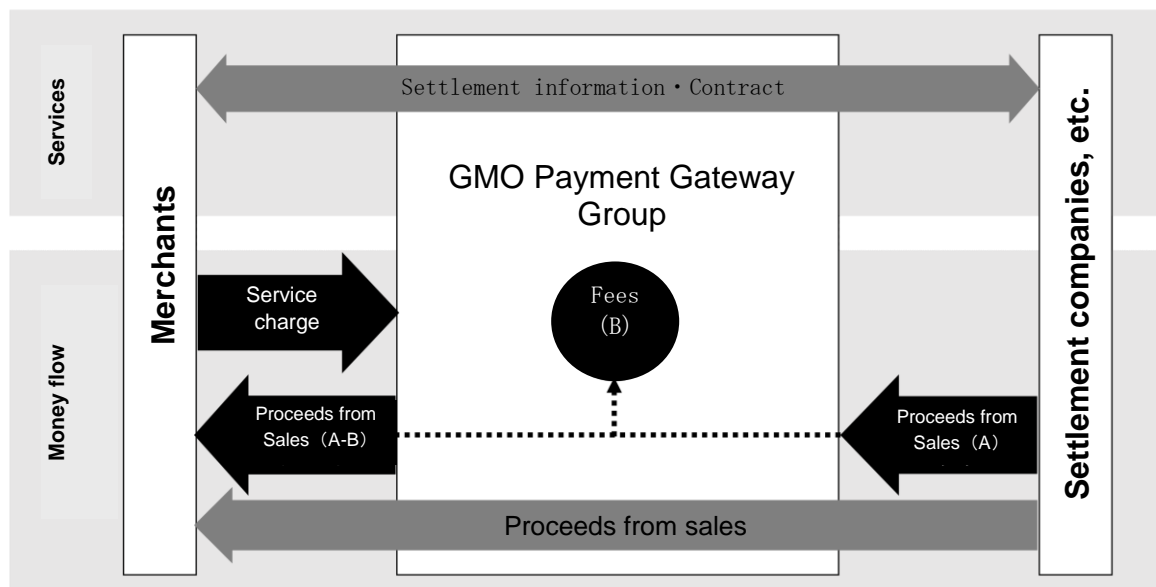 Services
Merchants
Settlement information・Contract
GMO Payment Gateway
Group
Settlement companies, etc.
Money flow
Service
charge
Fees
(B)
Proceeds from
Sales（A-B）
Proceeds from
Sales（A）
Proceeds from sales